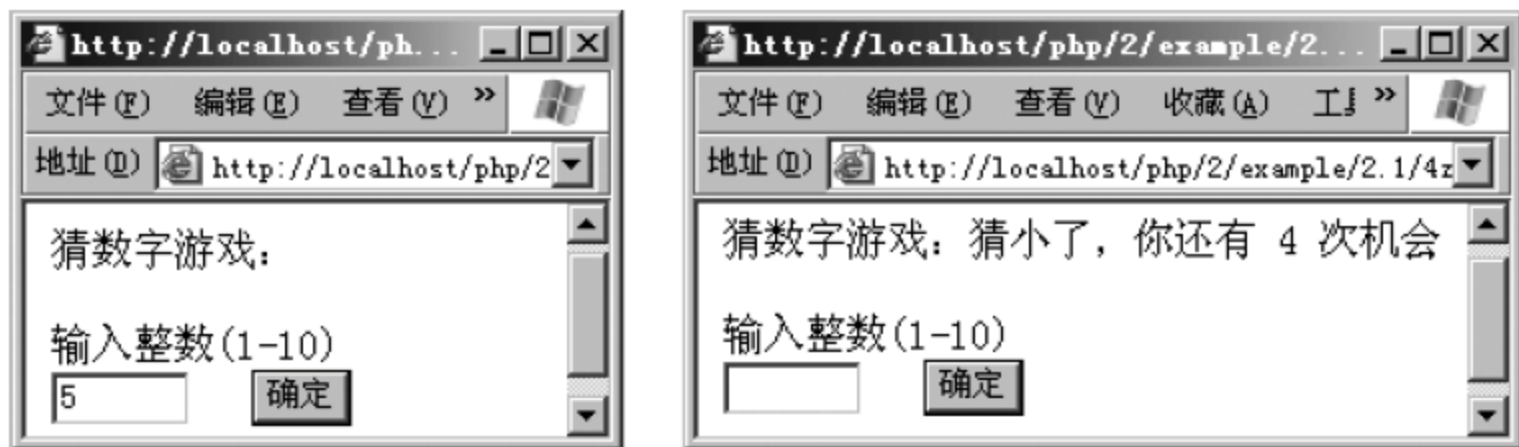 http://localhost/ph...
文件(F) 编辑(E) 查看(V) »
地址(D) http://localhost/php/2
猜数字游戏：
输入整数(1-10)
5 确定
http://localhost/php/2/example/2...
文件(F) 编辑(E) 查看(V) 收藏(A) »
地址(D) http://localhost/php/2/example/2.1/4z
猜数字游戏：猜小了，你还有 4 次机会
输入整数(1-10)
确定